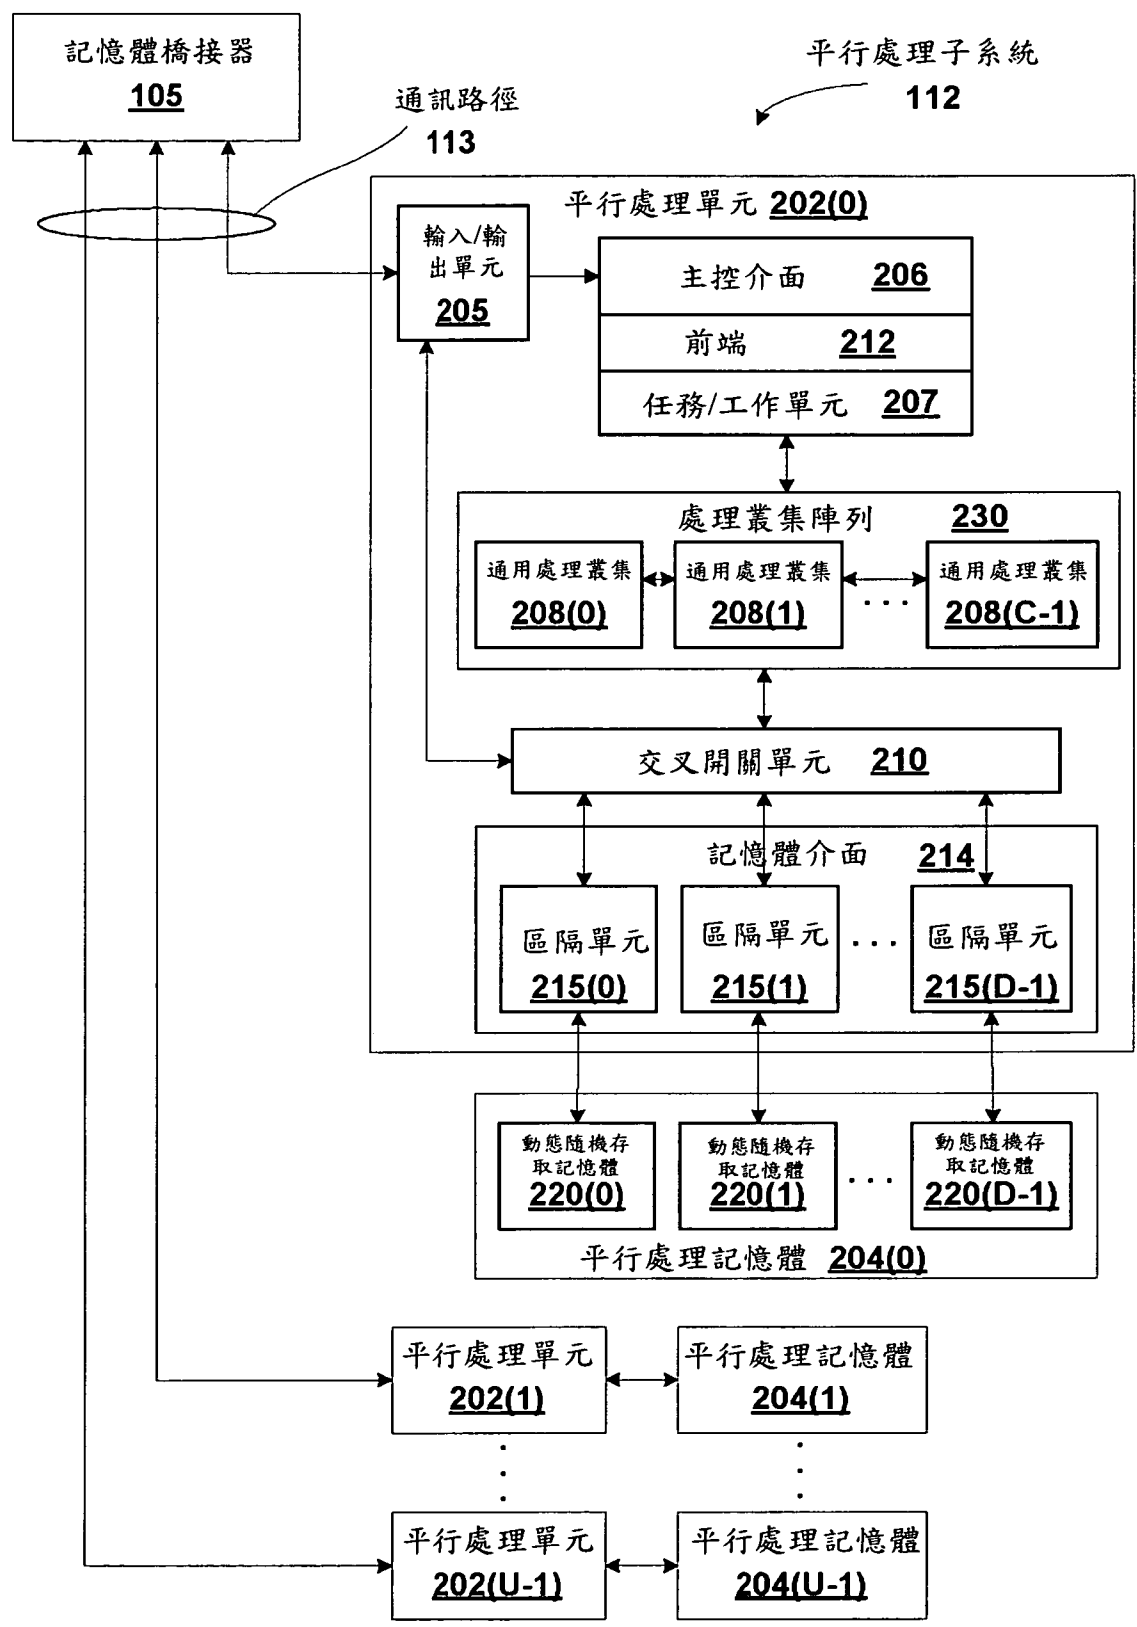 記憶體橋接器
105
通訊路徑
113
平行處理子系統
112
平行處理單元 202(0)
輸入/輸
出單元
205
主控介面 206
前端 212
任務/工作單元 207
處理叢集陣列 230
通用處理叢集
208(0)
通用處理叢集
208(1)
. . .
通用處理叢集
208(C-1)
交叉開關單元 210
記憶體介面 214
區隔單元
215(0)
區隔單元
215(1)
. . .
區隔單元
215(D-1)
動態隨機存
取記憶體
220(0)
動態隨機存
取記憶體
220(1)
. . .
動態隨機存
取記憶體
220(D-1)
平行處理記憶體 204(0)
平行處理單元
202(1)
平行處理記憶體
204(1)
平行處理單元
202(U-1)
平行處理記憶體
204(U-1)